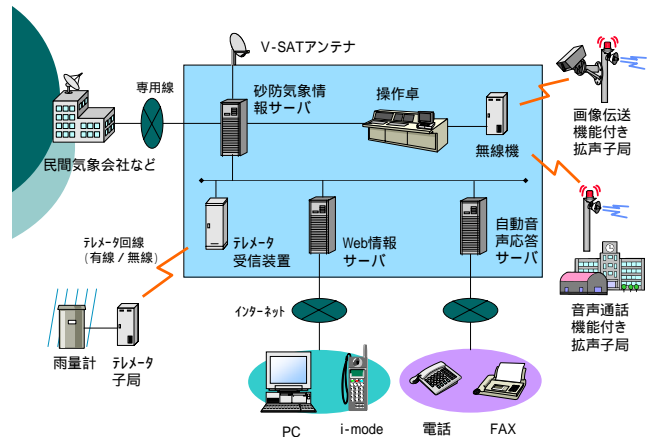 V-SATアンテナ
専用線
砂防気象情
報サーバ
操作卓
無線機
画像伝送
機能付き
拡声子局
民間気象会社など
ﾃﾚﾒｰﾀ回線
(有線/無線)
ﾃﾚﾒｰﾀ
受信装置
Web情報
サーバ
自動音
声応答
サーバ
音声通話
機能付き
拡声子局
雨量計
ﾃﾚﾒｰﾀ
子局
ｲﾝﾀｰﾈｯﾄ
PC
i-mode
電話
FAX